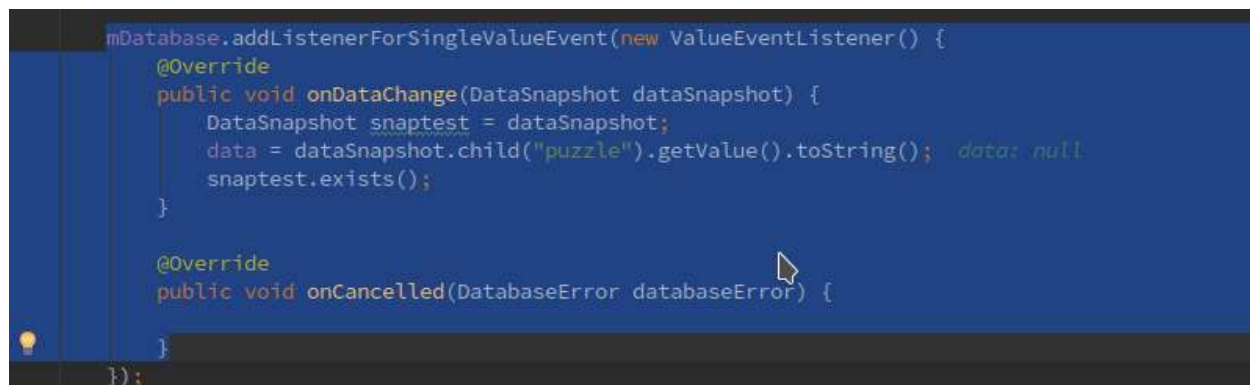 mDatabase.addListenerForSingleValueEvent(new ValueEventListener() {
@Override
public void onDataChange(DataSnapshot dataSnapshot) {
DataSnapshot snaptest = dataSnapshot;
data = dataSnapshot.child("puzzle").getValue().toString();  data: null
snaptest.exists();
}
@Override
public void onCancelled(DatabaseError databaseError) {
}
});